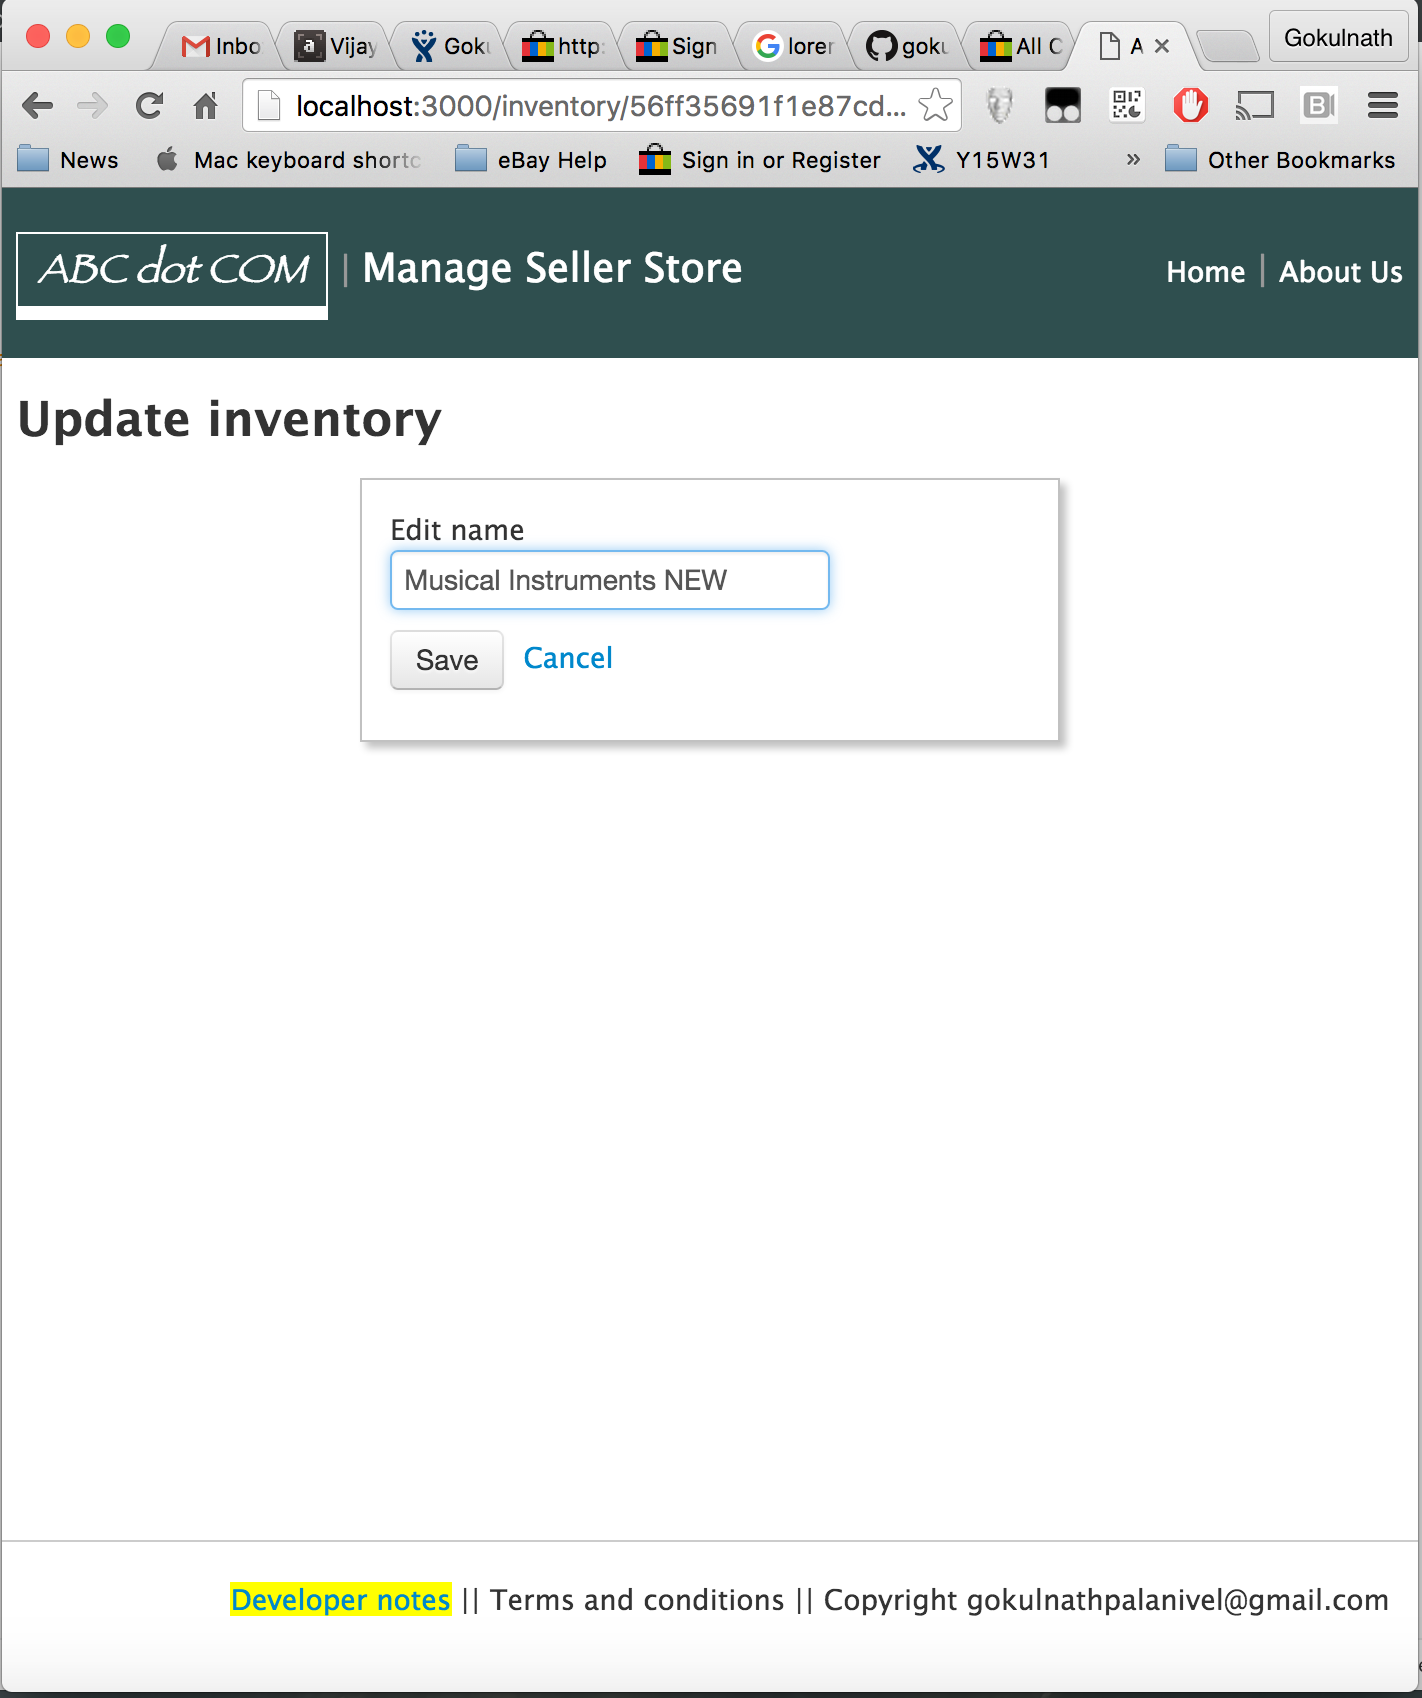 Inbo Vijay Goku http: Sign lorer goku All C A Gokulnath
localhost:3000/inventory/56ff35691f1e87cd...
News Mac keyboard shortc eBay Help Sign in or Register Y15W31 » Other Bookmarks
ABC dot COM | Manage Seller Store Home | About Us
Update inventory
Edit name
Musical Instruments NEW
Save Cancel
Developer notes || Terms and conditions || Copyright gokulnathpalanivel@gmail.com